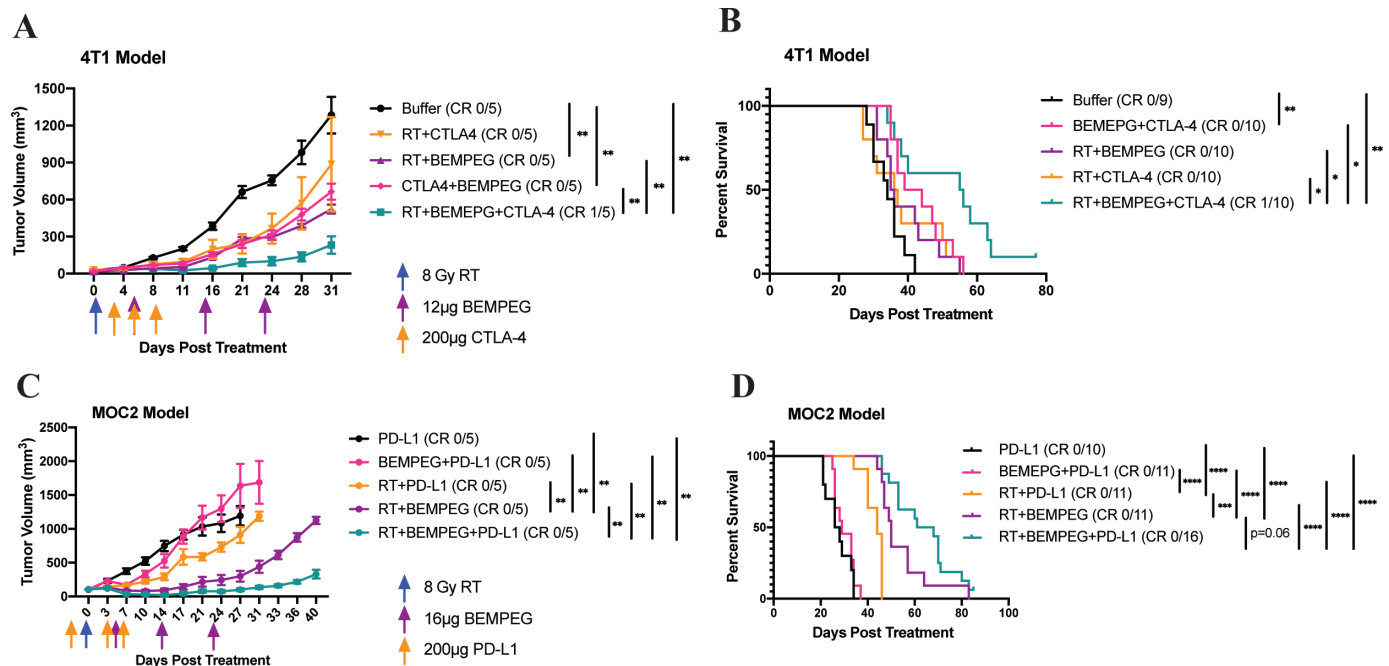 A
4T1 Model
Tumor Volume (mm³)
1500
1200
900
600
300
0
0 4 8 11 16 21 24 28 31
Days Post Treatment
Buffer (CR 0/5)
RT+CTLA4 (CR 0/5)
RT+BEMPEG (CR 0/5)
CTLA4+BEMPEG (CR 0/5)
RT+BEMEPG+CTLA-4 (CR 1/5)
** ** ** ** **
8 Gy RT
12µg BEMPEG
200µg CTLA-4
B
4T1 Model
Percent Survival
100
50
0
0 20 40 60 80
Days Post Treatment
Buffer (CR 0/9)
BEMEPG+CTLA-4 (CR 0/10)
RT+BEMPEG (CR 0/10)
RT+CTLA-4 (CR 0/10)
RT+BEMPEG+CTLA-4 (CR 1/10)
** * * * **
C
MOC2 Model
Tumor Volume (mm³)
2500
2000
1500
1000
500
0
0 3 7 10 14 17 21 24 27 31 33 36 40
Days Post Treatment
PD-L1 (CR 0/5)
BEMPEG+PD-L1 (CR 0/5)
RT+PD-L1 (CR 0/5)
RT+BEMPEG (CR 0/5)
RT+BEMPEG+PD-L1 (CR 0/5)
** ** ** ** ** ** **
8 Gy RT
16µg BEMPEG
200µg PD-L1
D
MOC2 Model
Percent Survival
100
50
0
0 20 40 60 80 100
Days Post Treatment
PD-L1 (CR 0/10)
BEMEPG+PD-L1 (CR 0/11)
RT+PD-L1 (CR 0/11)
RT+BEMPEG (CR 0/11)
RT+BEMPEG+PD-L1 (CR 0/16)
**** **** *** **** **** p=0.06 **** **** ****